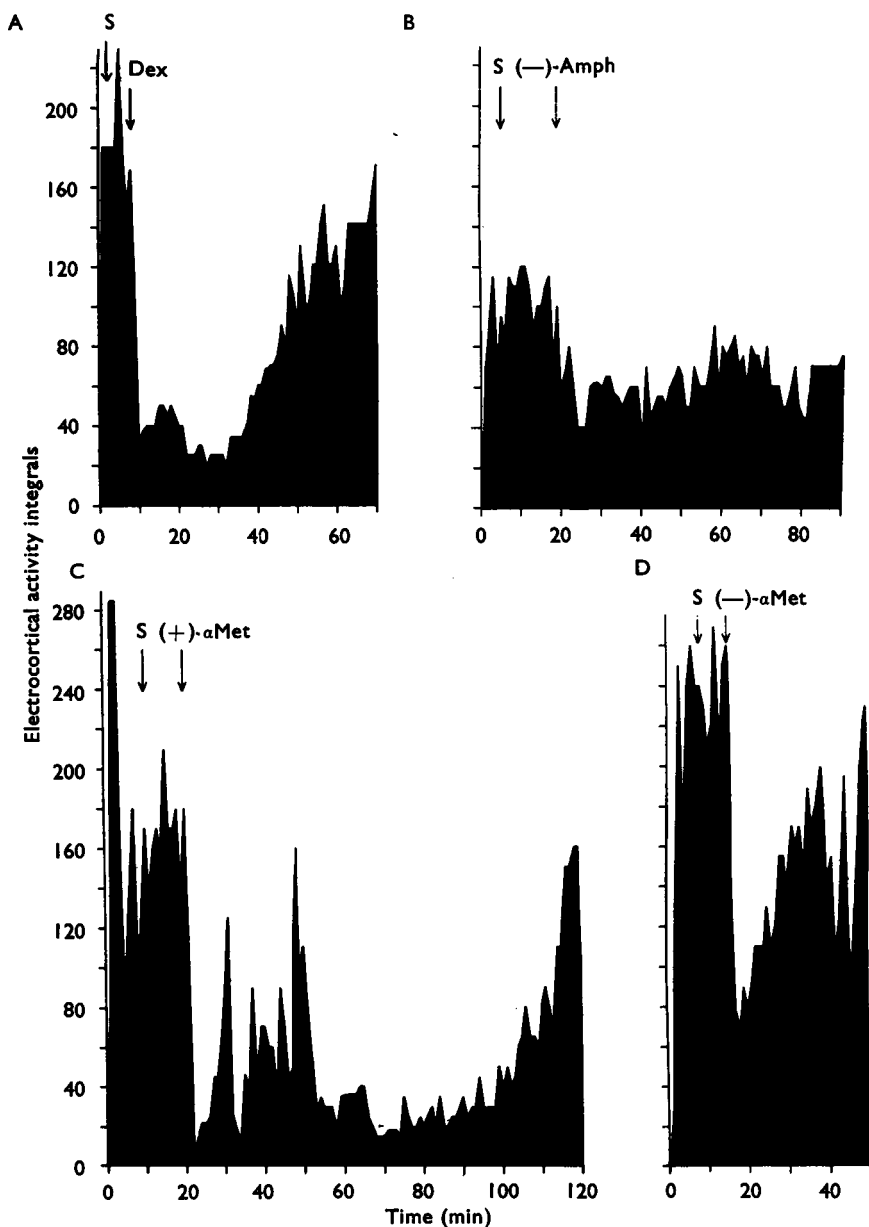 A
S
Dex
220
200
160
120
80
40
0
0 20 40 60
B
S (—)-Amph
0 20 40 60 80
Electrocortical activity integrals
C
S (+)-αMet
280
240
200
160
120
80
40
0
0 20 40 60 80 100 120
D
S (—)-αMet
0 20 40
Time (min)